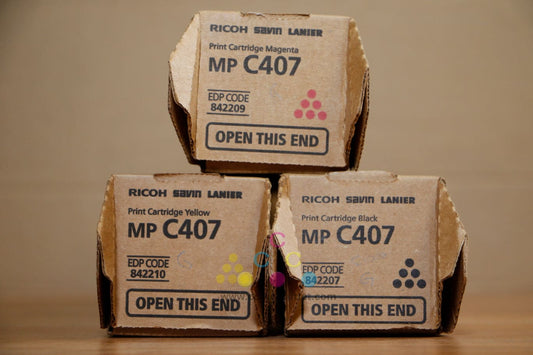 RICOH Savin LANIER
Print Cartridge Magenta
MP C407
EDP CODE
842209
OPEN THIS END
RICOH Savin LANIER
Print Cartridge Yellow
MP C407
EDP CODE
842210
OPEN THIS END
RICOH Savin LANIER
Print Cartridge Black
MP C407
EDP CODE
842207
OPEN THIS END